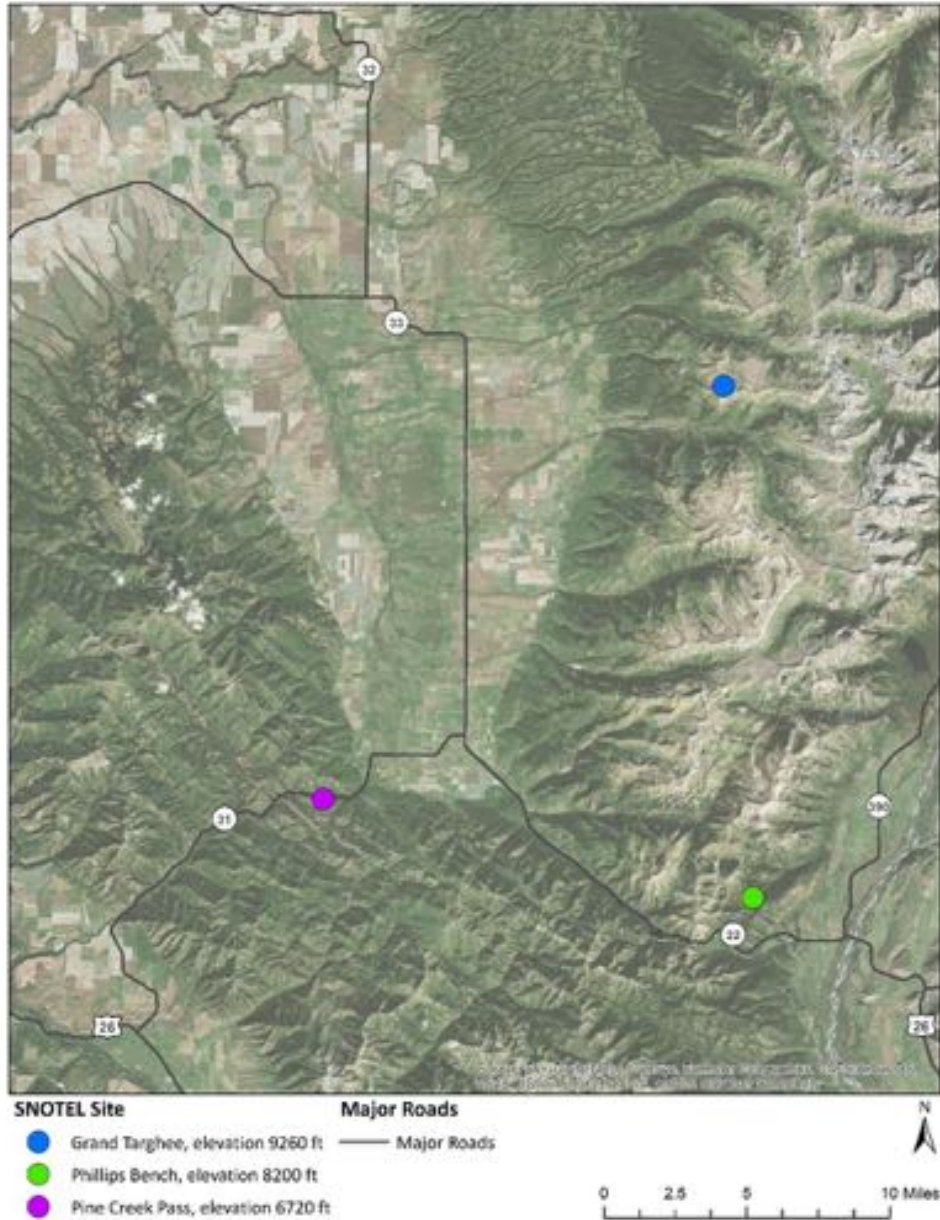 32
33
31
390
22
26
26
SNOTEL Site
Major Roads
N
Grand Targhee, elevation 9260 ft
Major Roads
Phillips Bench, elevation 8200 ft
Pine Creek Pass, elevation 6720 ft
0 2.5 5 10 Miles